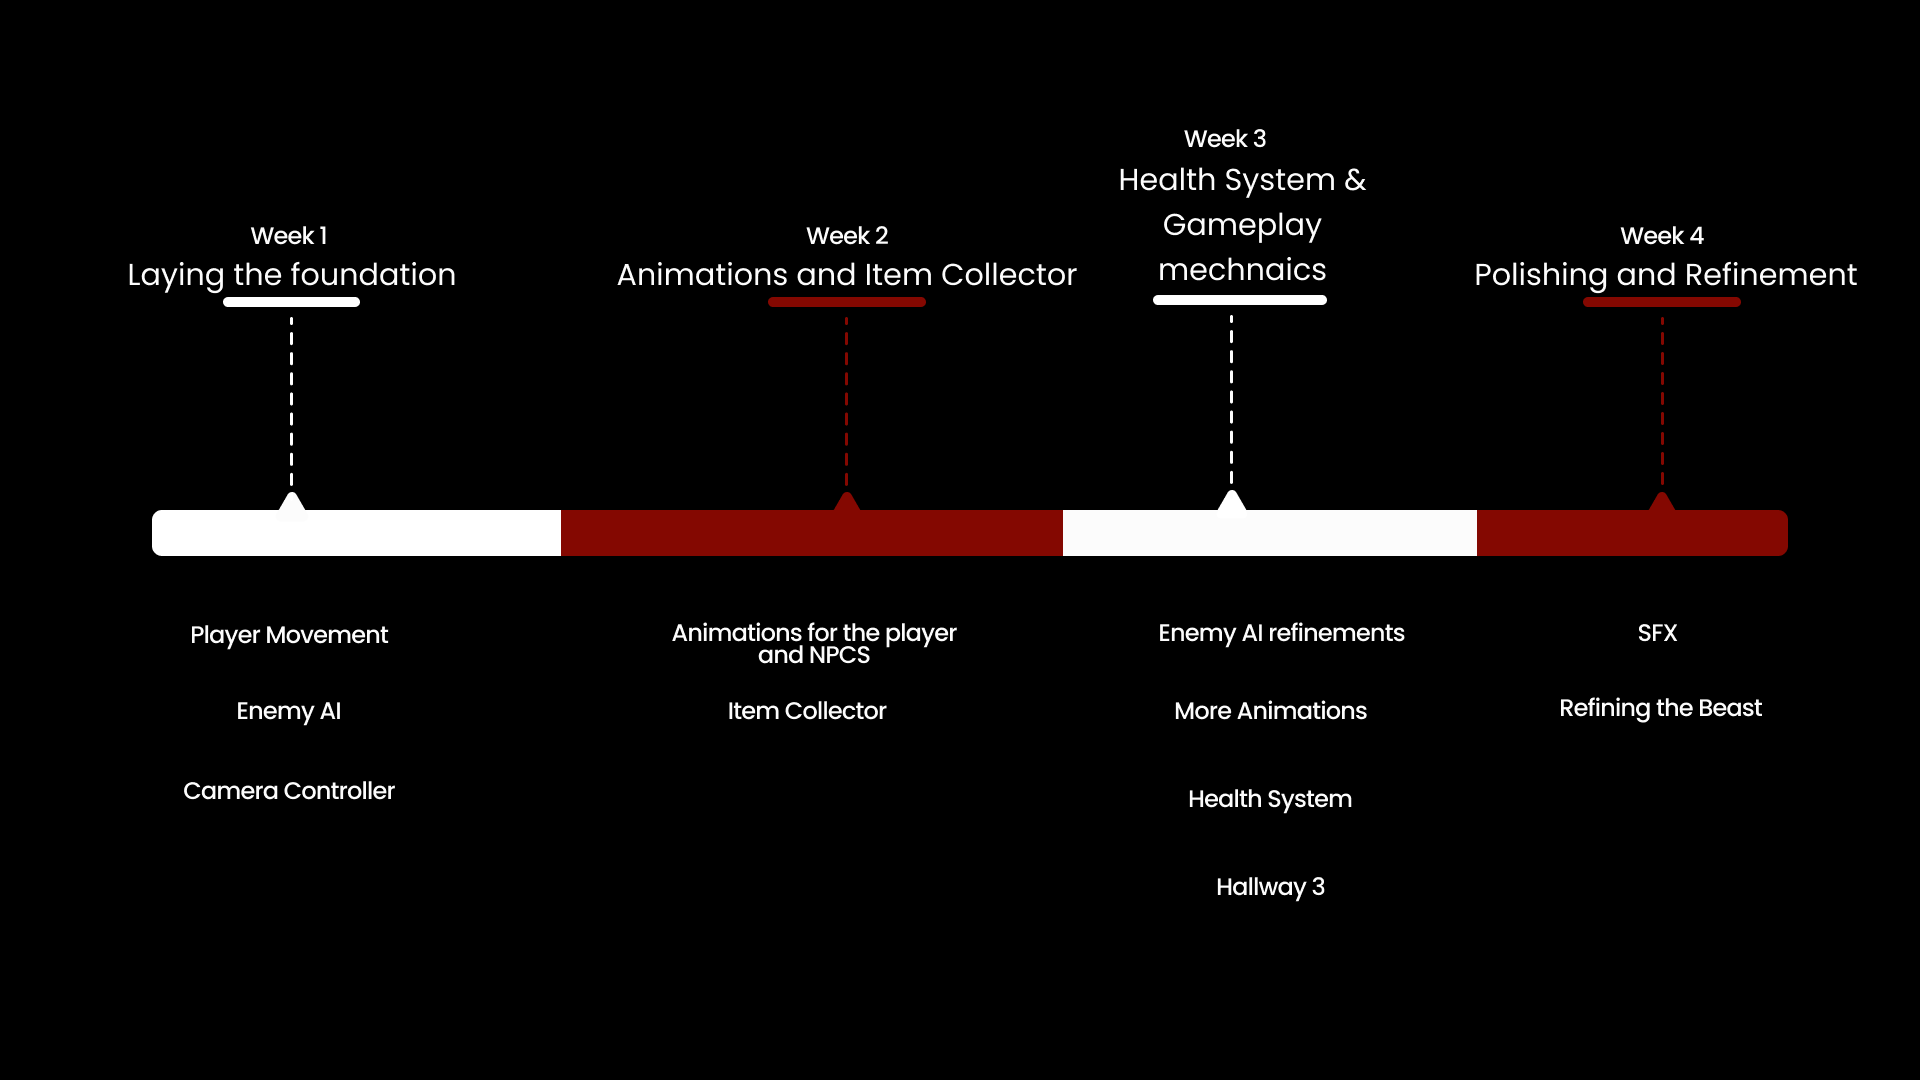 Week 1
Laying the foundation
Week 2
Animations and Item Collector
Week 3
Health System &
Gameplay
mechnaics
Week 4
Polishing and Refinement
Player Movement
Enemy AI
Camera Controller
Animations for the player
and NPCS
Item Collector
Enemy AI refinements
More Animations
Health System
Hallway 3
SFX
Refining the Beast